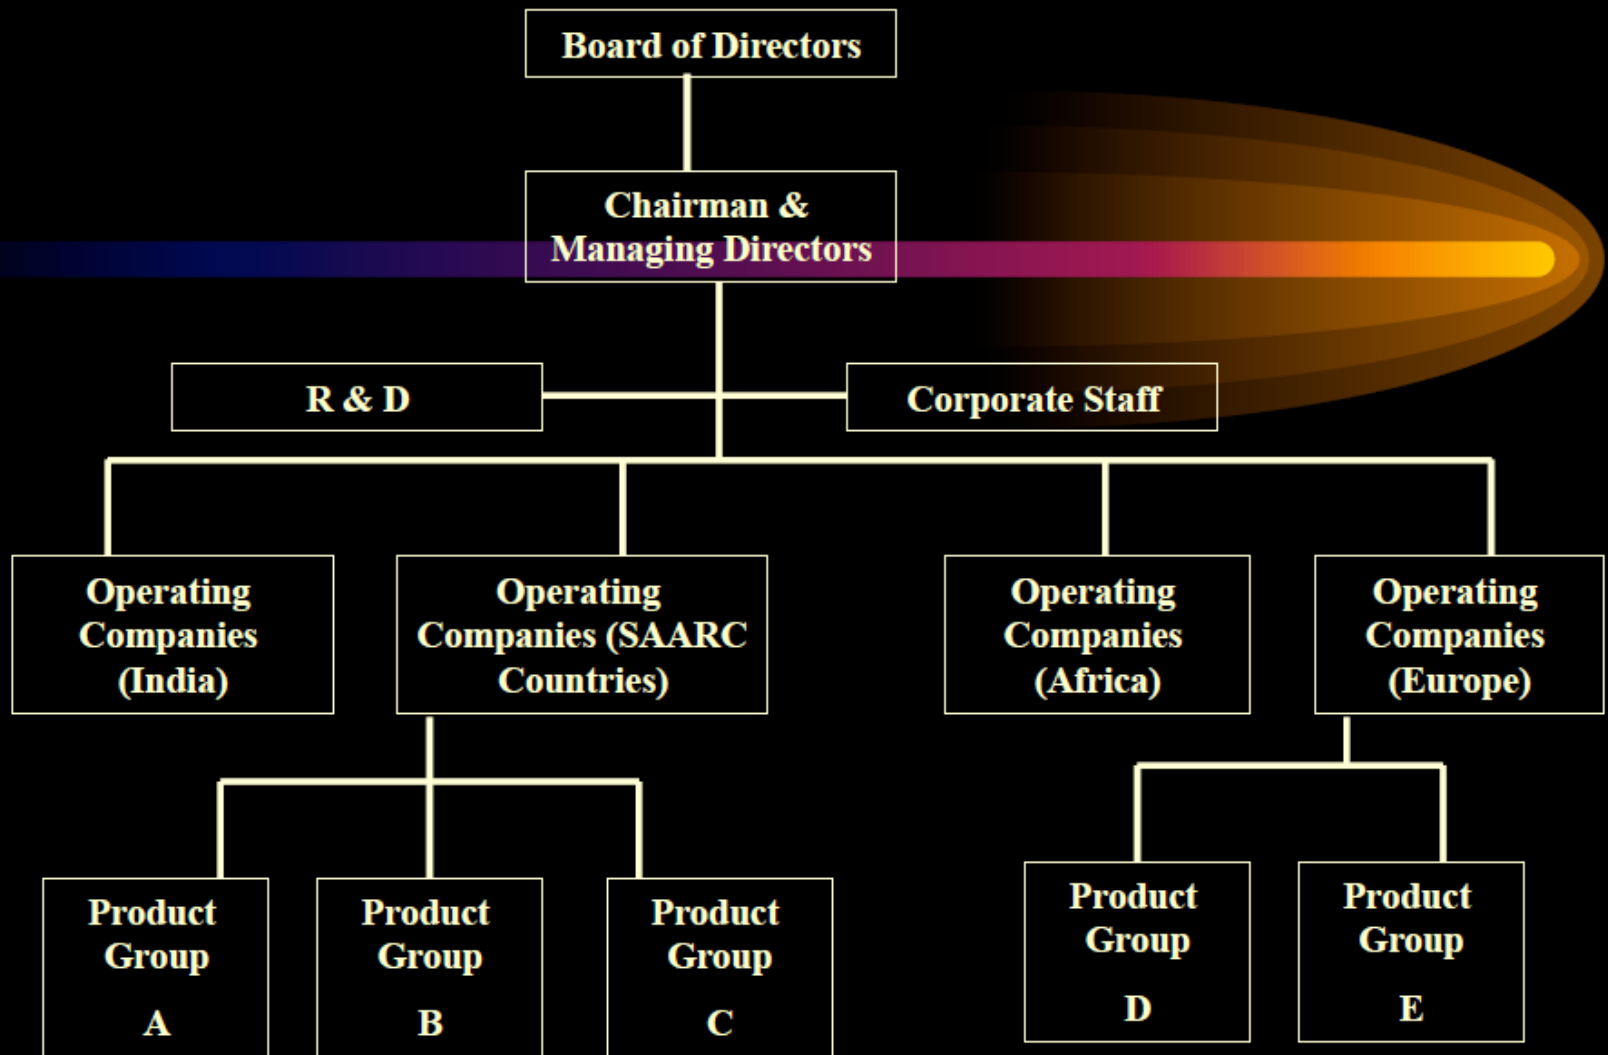 Board of Directors
Chairman &
Managing Directors
R & D
Corporate Staff
Operating
Companies
(India)
Operating
Companies (SAARC
Countries)
Operating
Companies
(Africa)
Operating
Companies
(Europe)
Product
Group
A
Product
Group
B
Product
Group
C
Product
Group
D
Product
Group
E